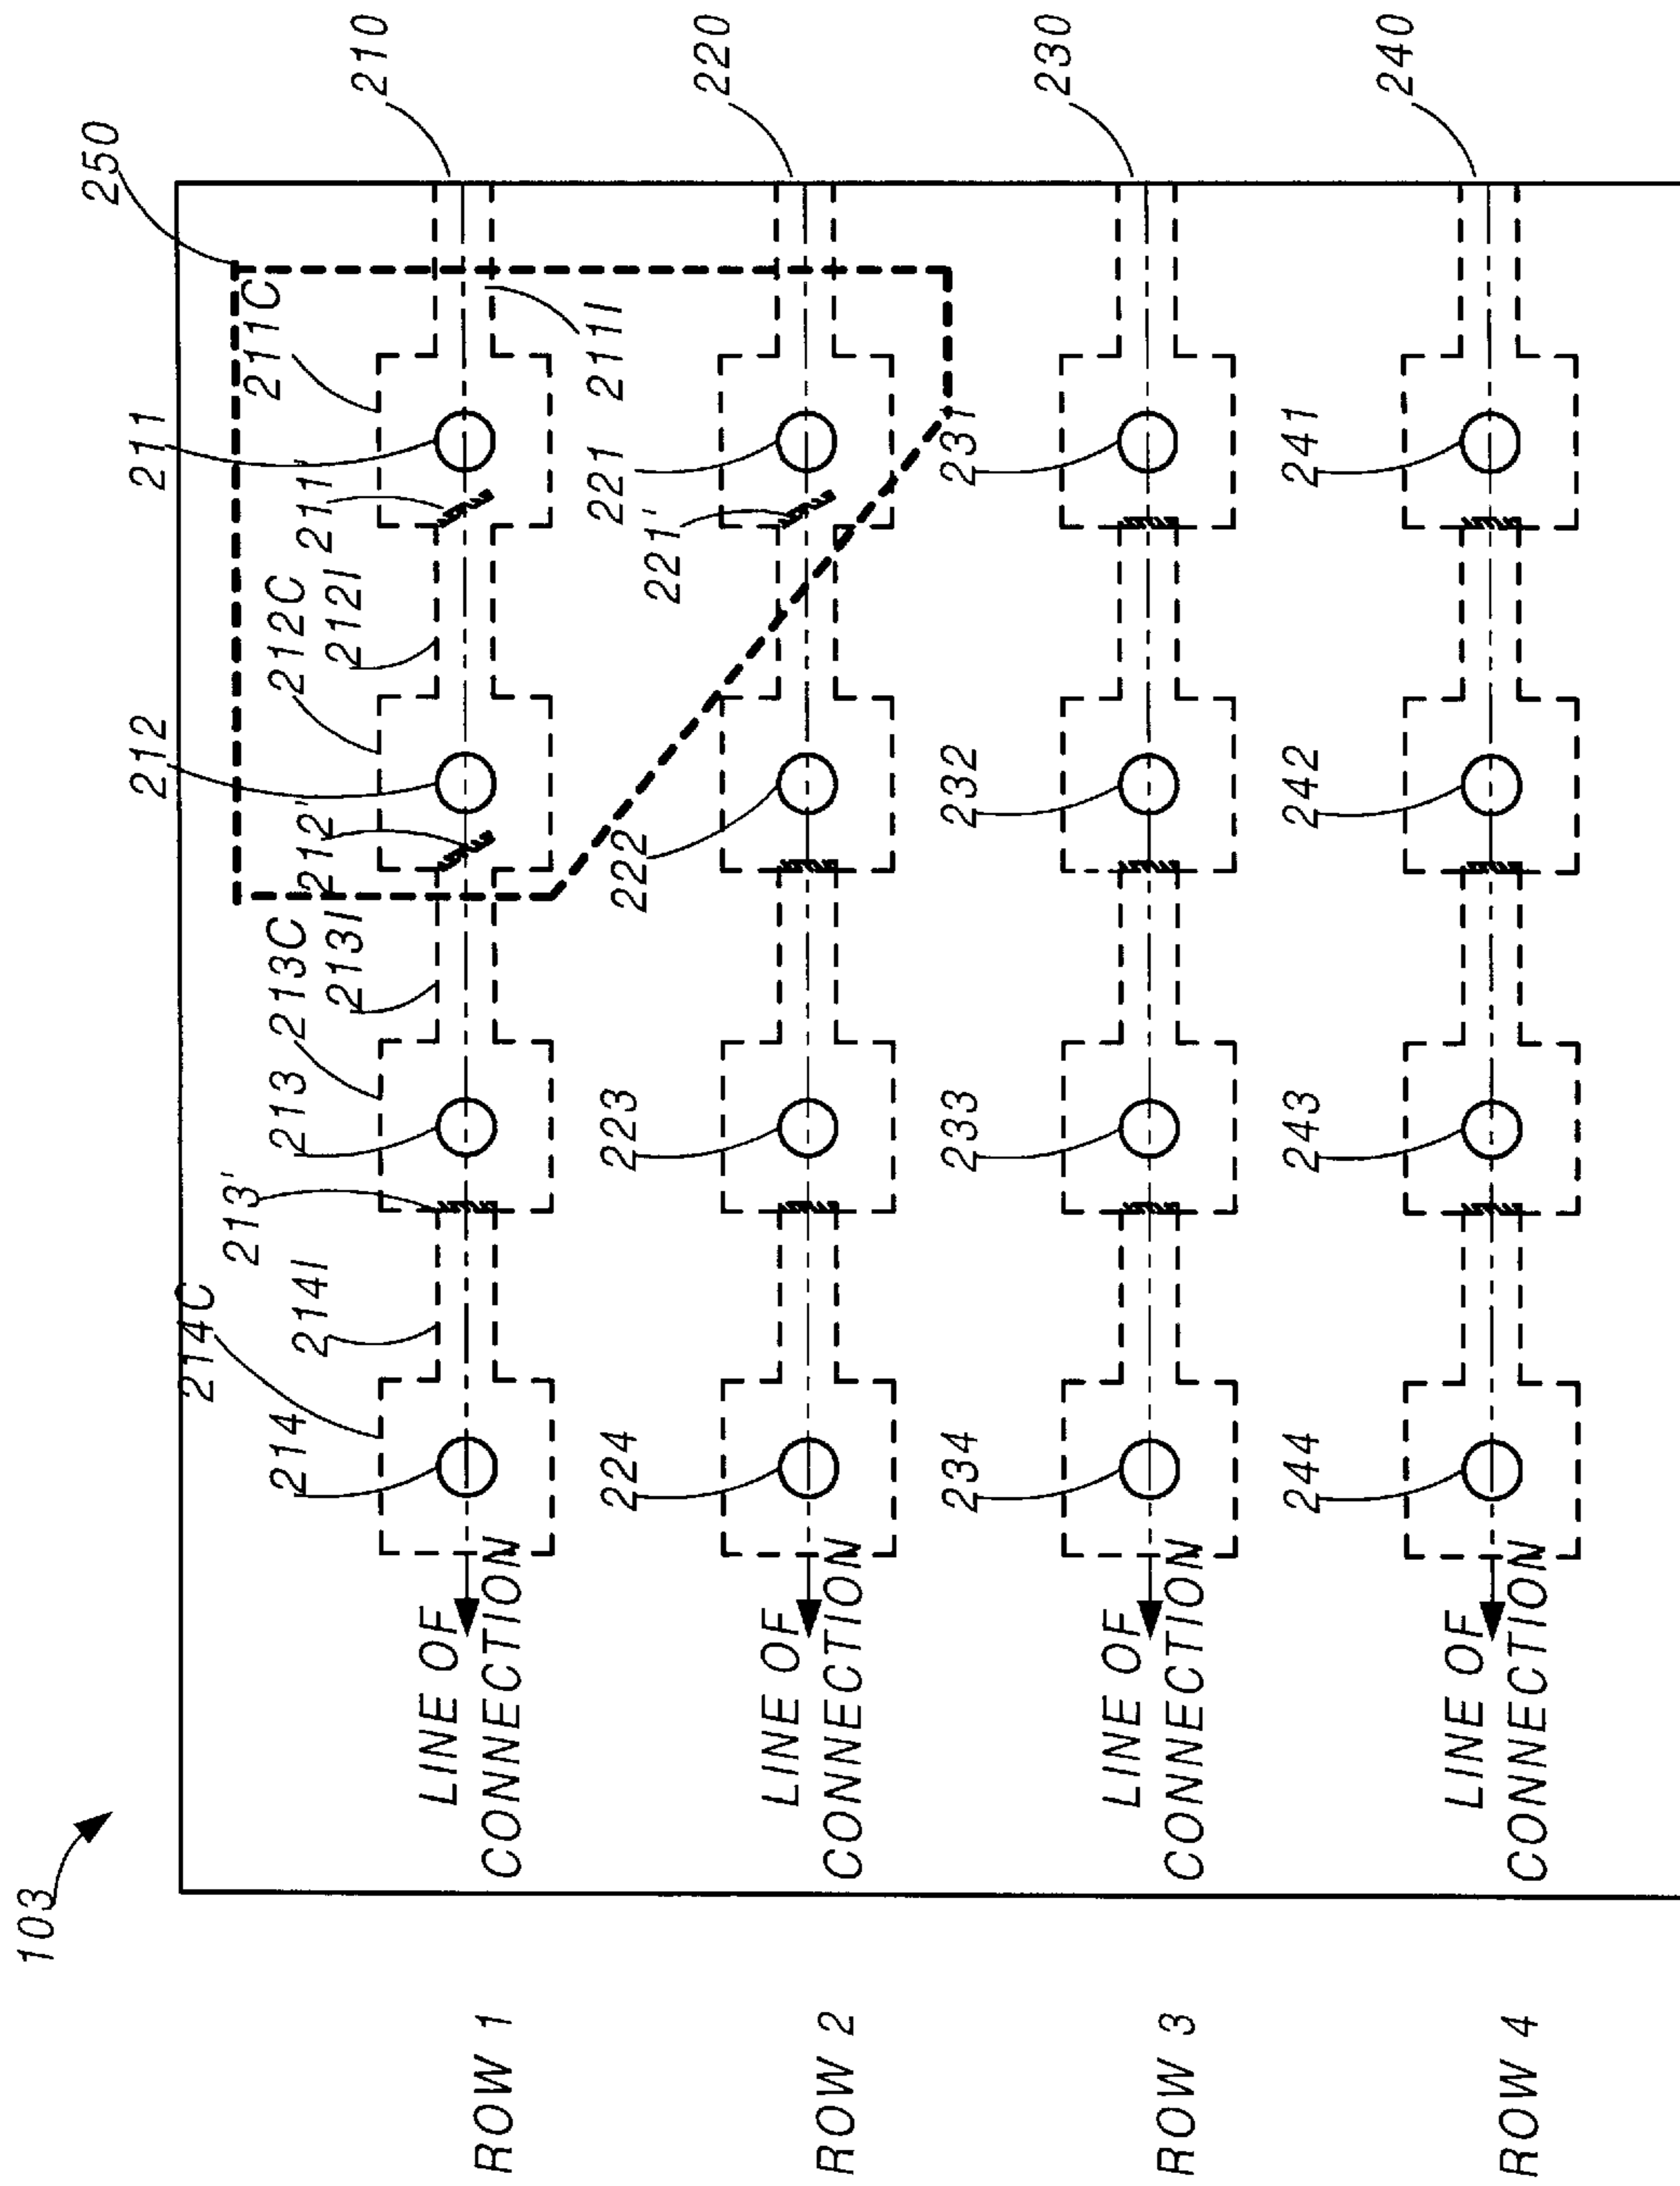 103
250
210
220
230
240
211
211C
211I
211'
212
212C
212I
212'
213
213C
213I
213'
214
214C
214I
LINE OF
CONNECTION
ROW 1
221
221'
222
223
224
LINE OF
CONNECTION
ROW 2
231
232
233
234
LINE OF
CONNECTION
ROW 3
241
242
243
244
LINE OF
CONNECTION
ROW 4